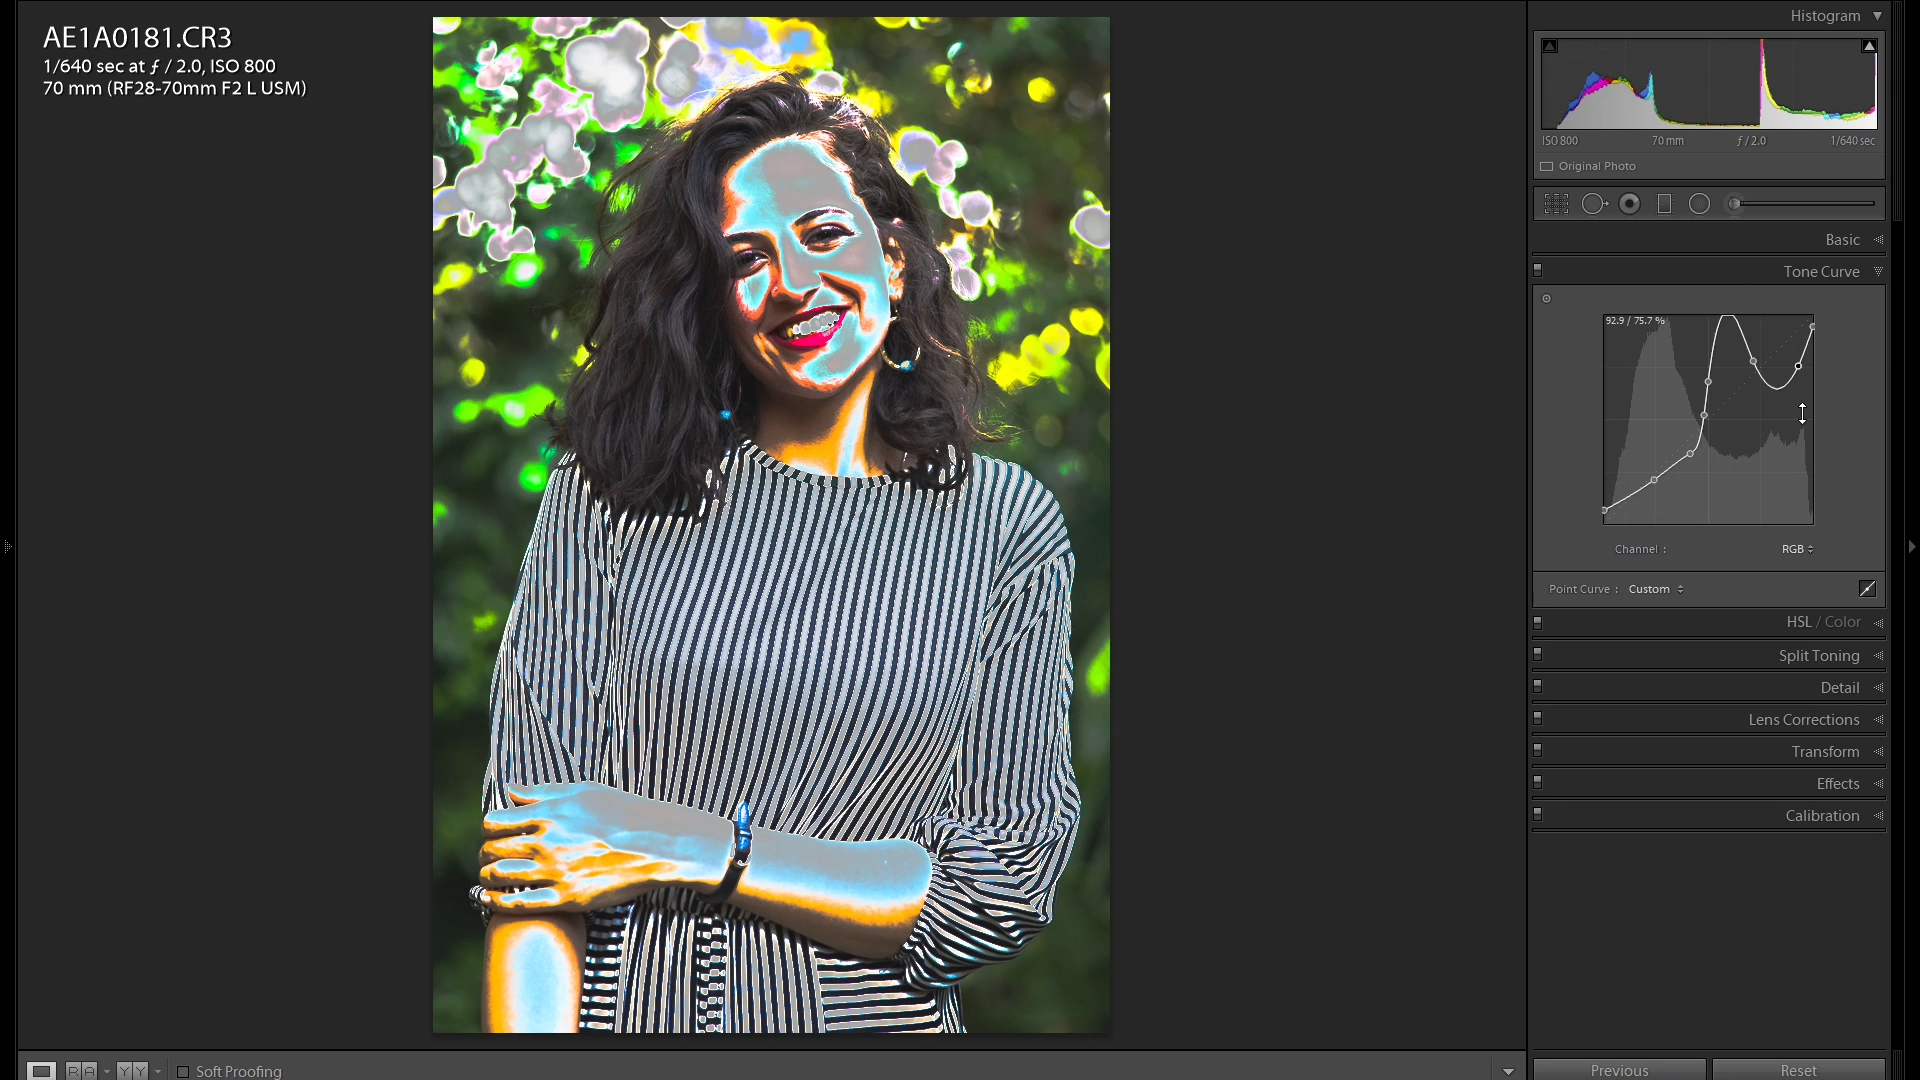 AE1A0181.CR3
1/640 sec at ƒ / 2.0, ISO 800
70 mm (RF28-70mm F2 L USM)
Histogram
ISO 800 70 mm ƒ / 2.0 1/640 sec
Original Photo
Basic
Tone Curve
92.9 / 75.7 %
Channel : RGB
Point Curve : Custom
HSL / Color
Split Toning
Detail
Lens Corrections
Transform
Effects
Calibration
R A Y Y Soft Proofing
Previous Reset